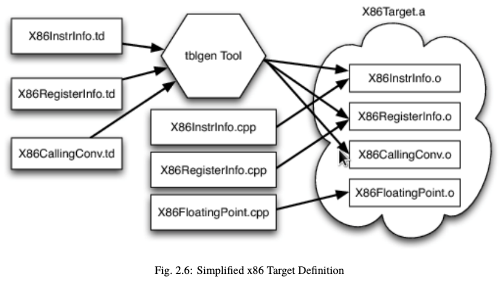 X86Target.a
X86InstrInfo.td
tblgen Tool
X86InstrInfo.o
X86RegisterInfo.td
X86InstrInfo.cpp
X86RegisterInfo.o
X86CallingConv.td
X86RegisterInfo.cpp
X86CallingConv.o
X86FloatingPoint.cpp
X86FloatingPoint.o
Fig. 2.6: Simplified x86 Target Definition